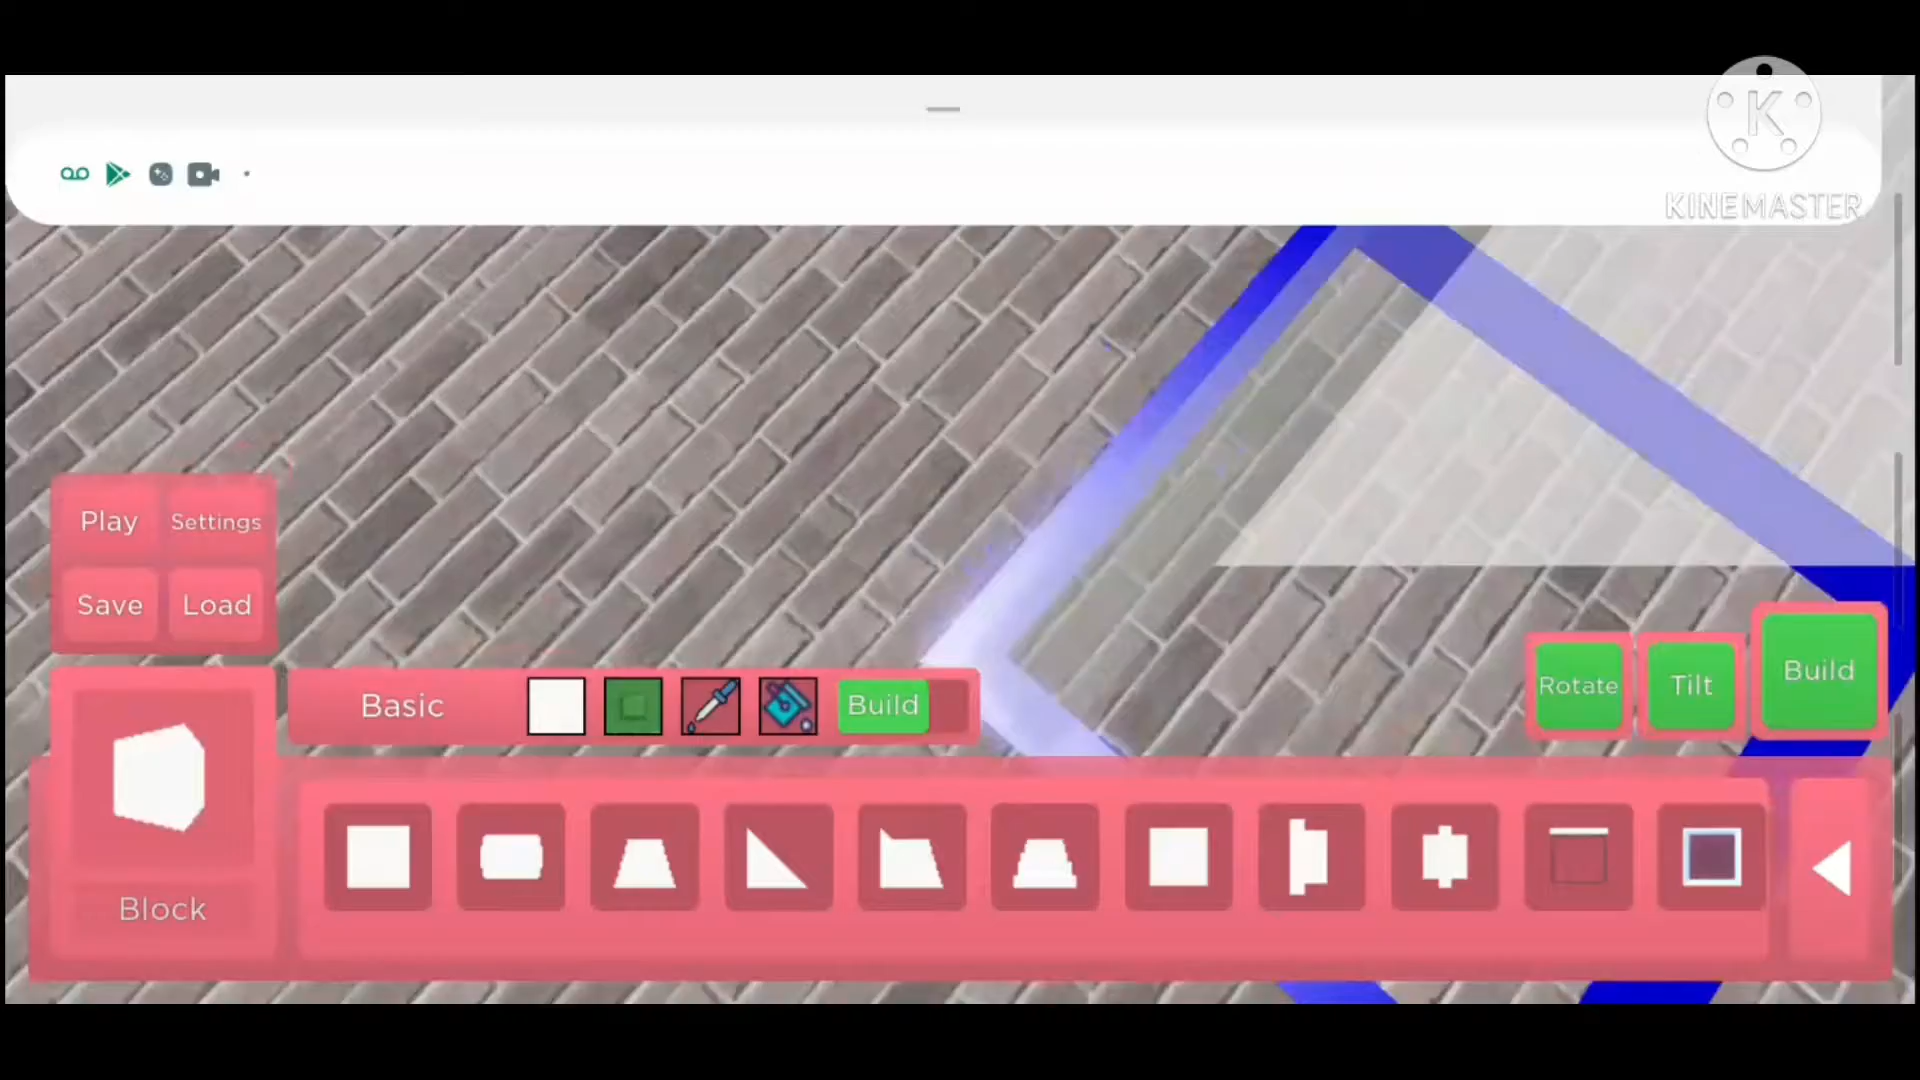 K
KINEMASTER
Play
Settings
Save
Load
Basic
Build
Rotate
Tilt
Build
Block